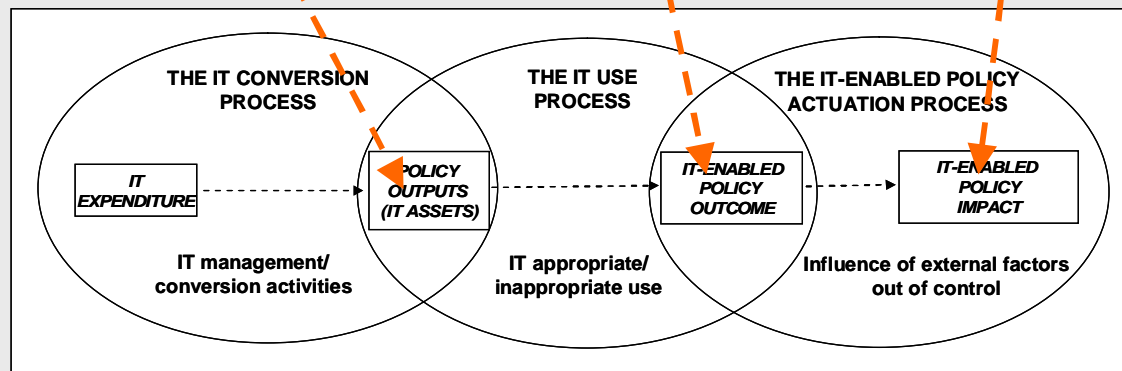 THE IT CONVERSION
PROCESS
THE IT USE
PROCESS
THE IT-ENABLED POLICY
ACTUATION PROCESS
IT
EXPENDITURE
POLICY
OUTPUTS
(IT ASSETS)
IT-ENABLED
POLICY
OUTCOME
IT-ENABLED
POLICY
IMPACT
IT management/
conversion activities
IT appropriate/
inappropriate use
Influence of external factors
out of control